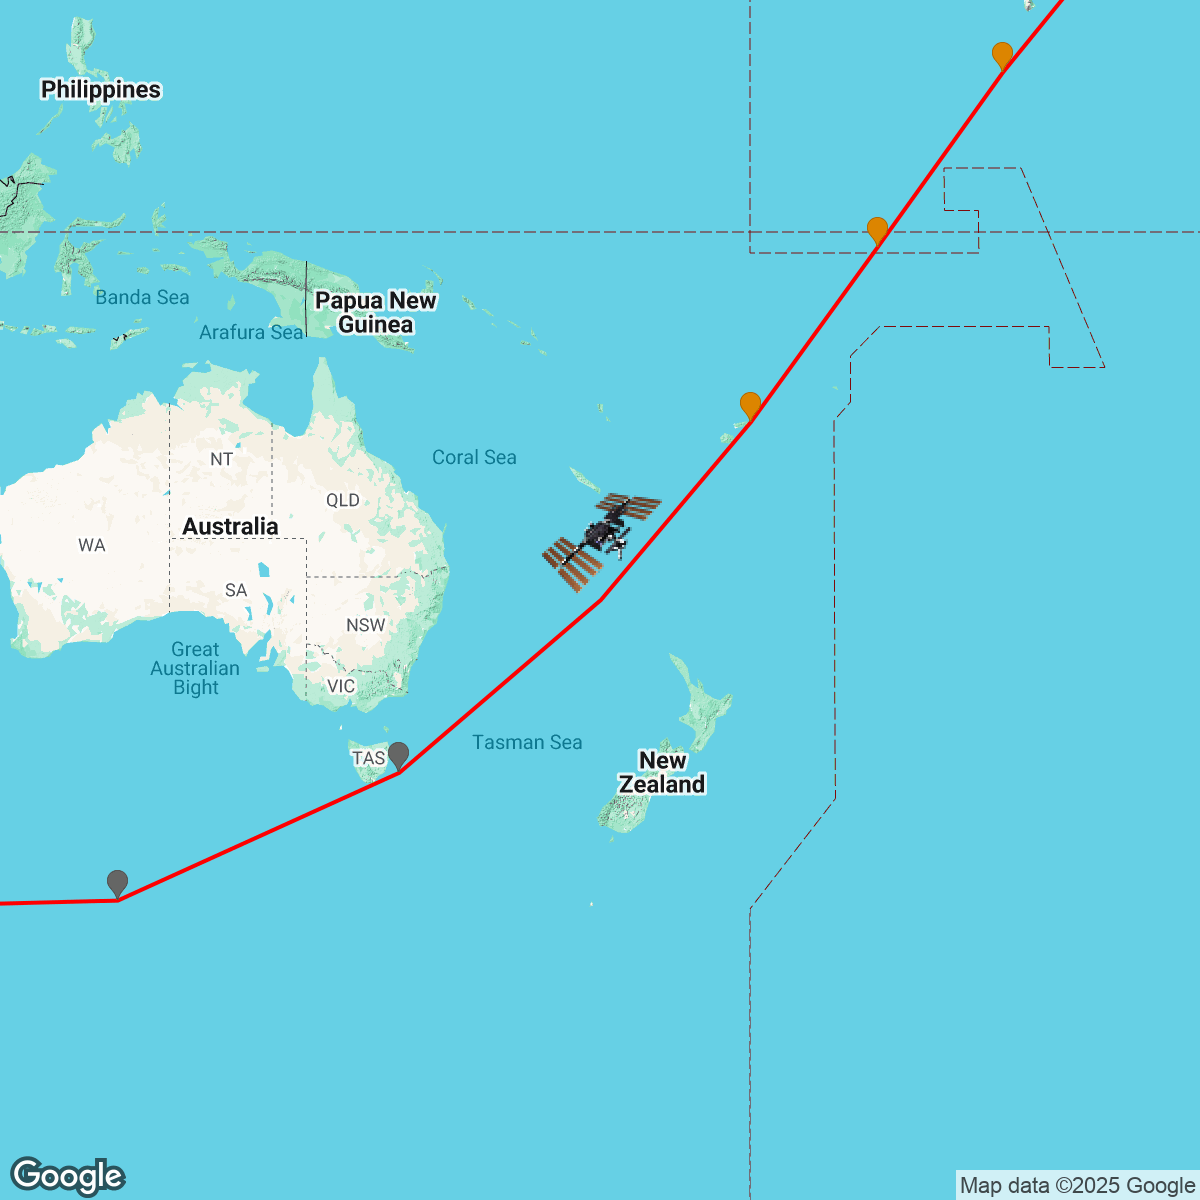 Philippines
Banda Sea
Papua New
Guinea
Arafura Sea
Coral Sea
NT
QLD
Australia
WA
SA
NSW
Great
Australian
Bight
VIC
Tasman Sea
TAS
New
Zealand
Google
Map data ©2025 Google